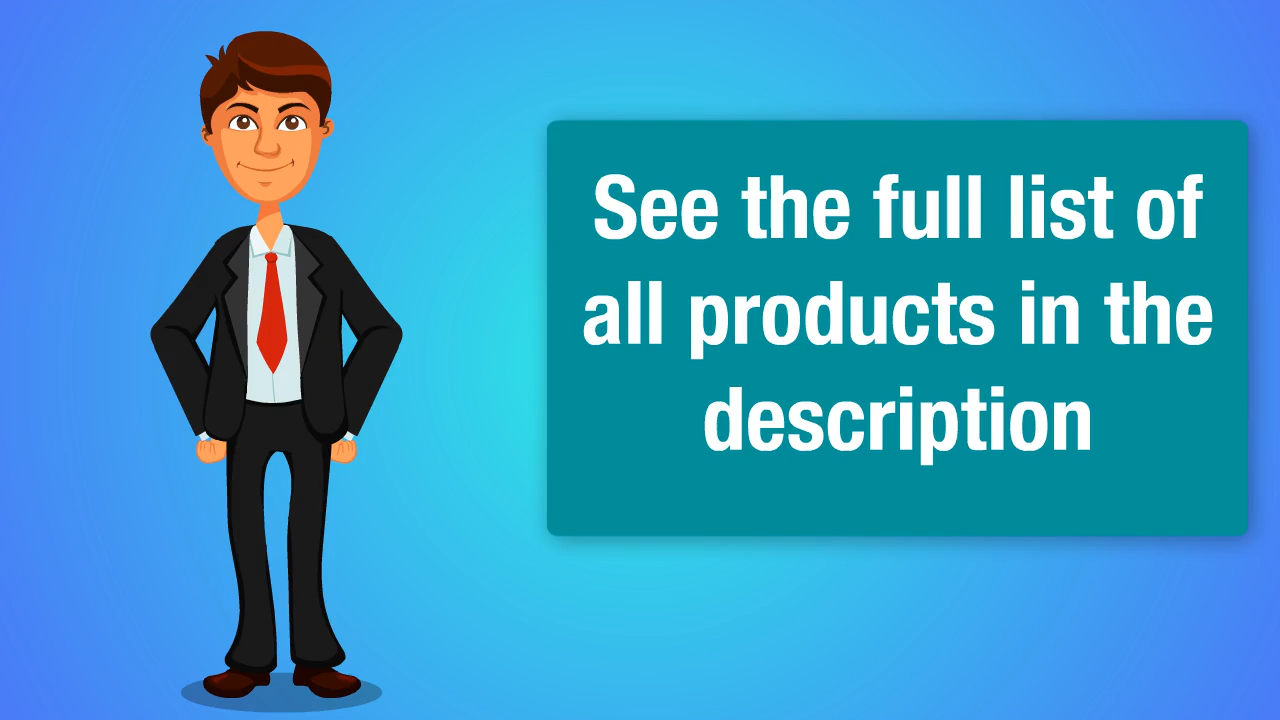 See the full list of
all products in the
description